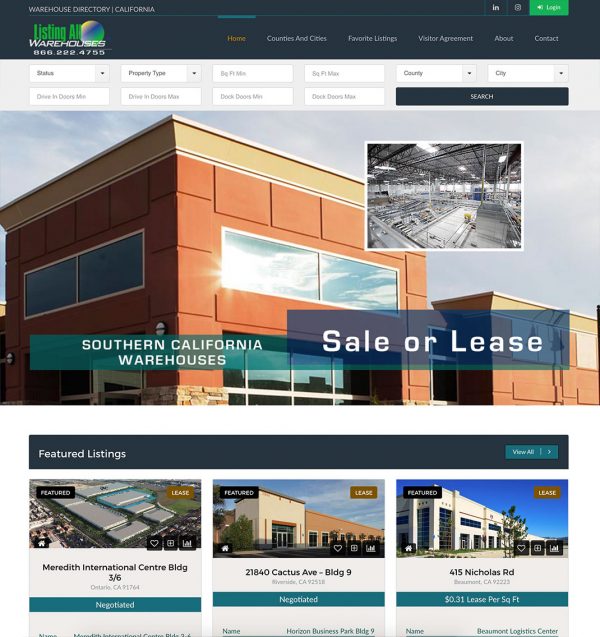 WAREHOUSE DIRECTORY | CALIFORNIA
in
Login
Listing All
WAREHOUSES
866.222.4755
Home
Counties And Cities
Favorite Listings
Visitor Agreement
About
Contact
Status
Property Type
Sq Ft Min
Sq Ft Max
County
City
Drive In Doors Min
Drive In Doors Max
Dock Doors Min
Dock Doors Max
SEARCH
SOUTHERN CALIFORNIA
WAREHOUSES
Sale or Lease
Featured Listings
View All
FEATURED
LEASE
FEATURED
LEASE
FEATURED
LEASE
Meredith International Centre Bldg
3/6
Ontario, CA 91764
Negotiated
Name
Meredith International Centre Bldg 3-6
21840 Cactus Ave – Bldg 9
Riverside, CA 92518
Negotiated
Name
Horizon Business Park Bldg 9
415 Nicholas Rd
Beaumont, CA 92223
$0.31 Lease Per Sq Ft
Name
Beaumont Logistics Center